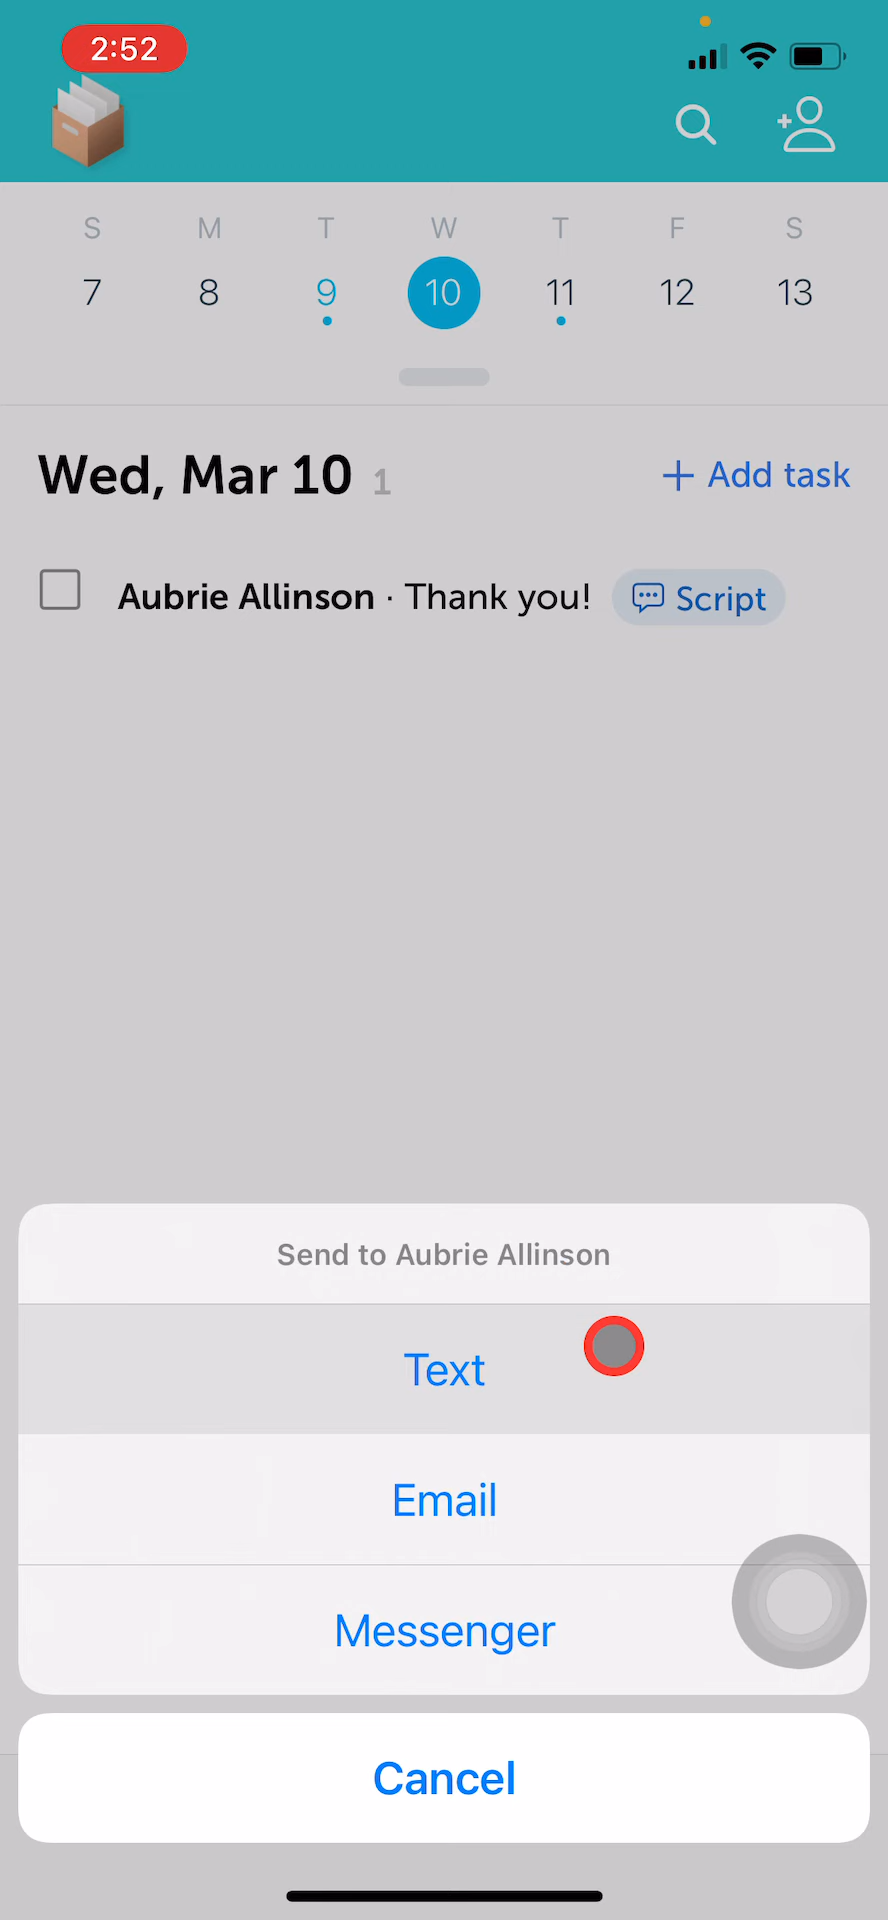 2:52
S M T W T F S
7 8 9 10 11 12 13
Wed, Mar 10 1 + Add task
Aubrie Allinson · Thank you! Script
Send to Aubrie Allinson
Text
Email
Messenger
Cancel